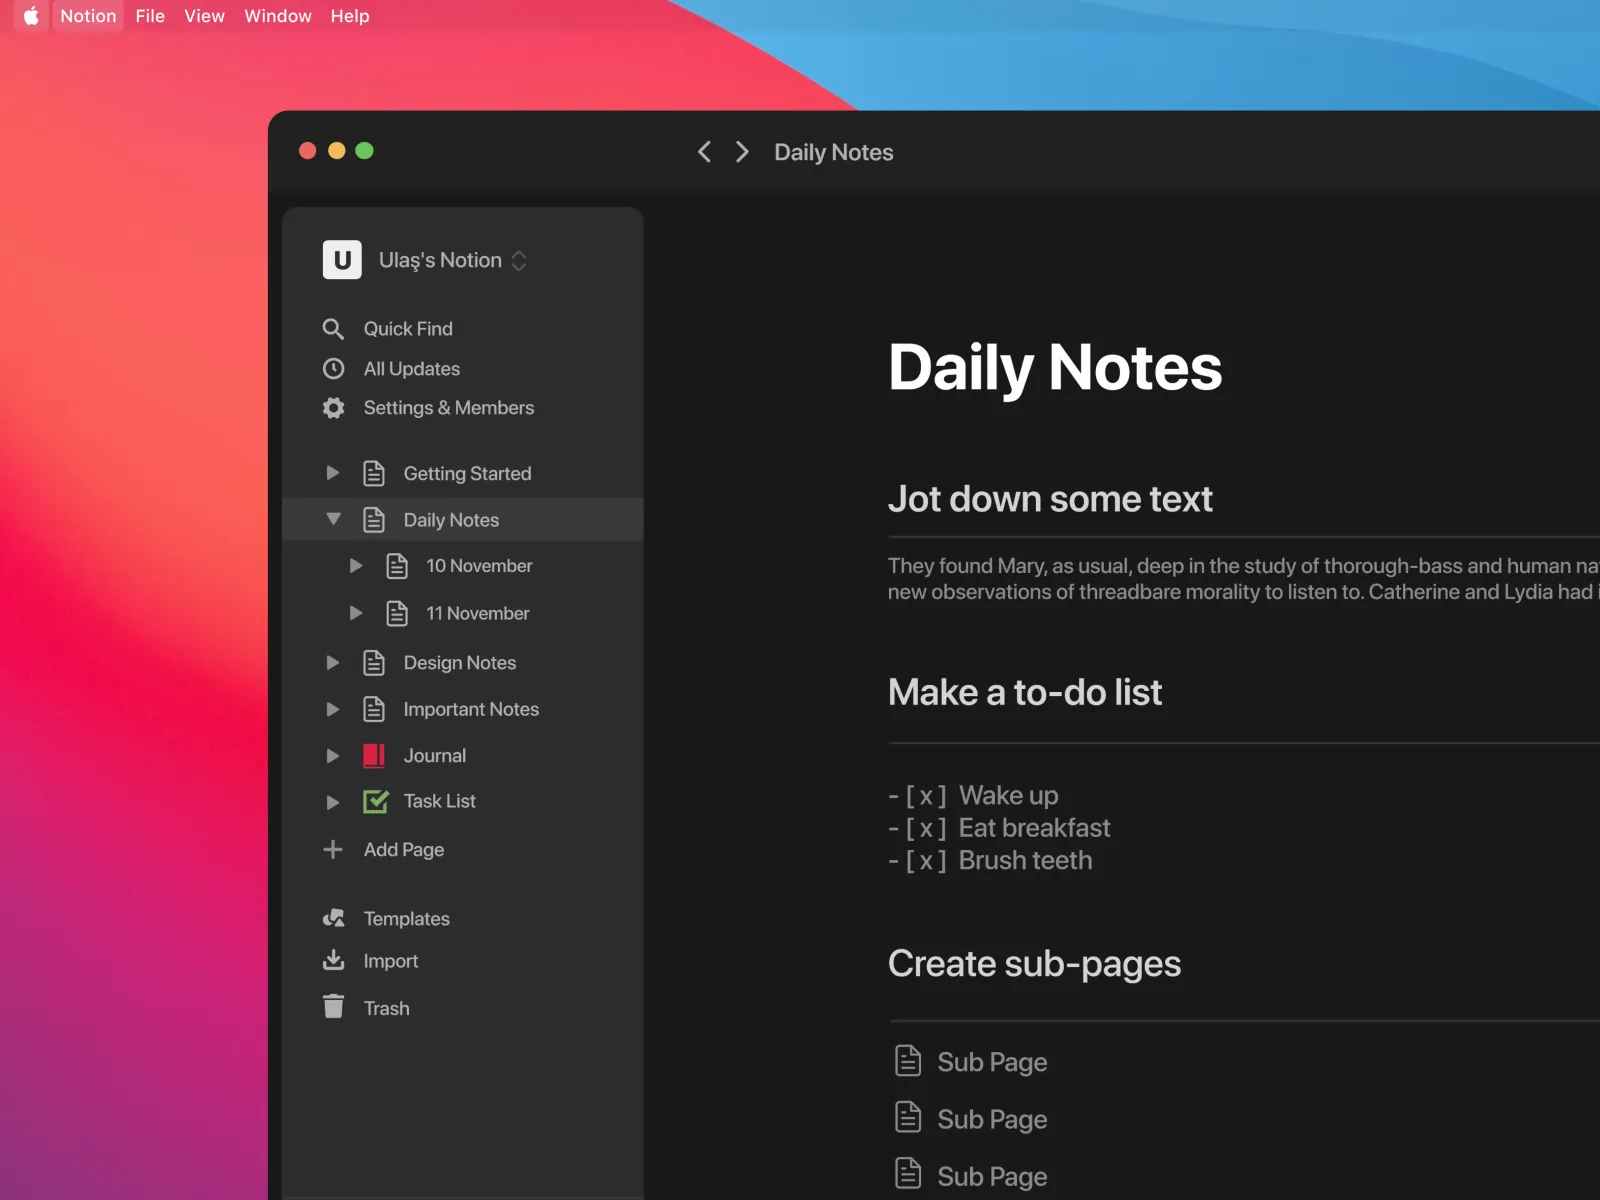 Notion File View Window Help
Daily Notes
U Ulaş's Notion
Quick Find
All Updates
Settings & Members
Getting Started
Daily Notes
10 November
11 November
Design Notes
Important Notes
Journal
Task List
Add Page
Templates
Import
Trash
Daily Notes
Jot down some text
They found Mary, as usual, deep in the study of thorough-bass and human
new observations of threadbare morality to listen to. Catherine and Lydia had
Make a to-do list
- [ x ] Wake up
- [ x ] Eat breakfast
- [ x ] Brush teeth
Create sub-pages
Sub Page
Sub Page
Sub Page